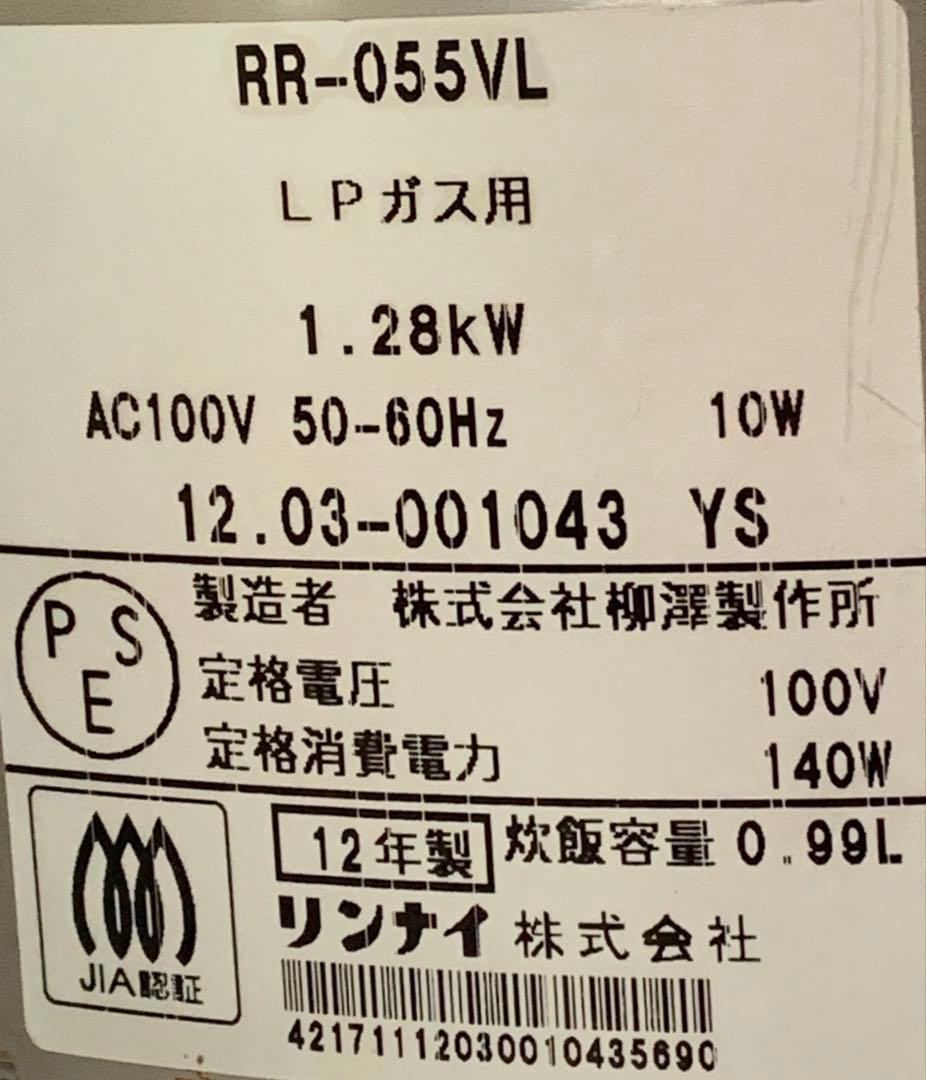 RR-055VL
LPガス用
1.28kW
AC100V 50-60Hz 10W
12.03-001043 YS
PSE
製造者 株式会社柳澤製作所
定格電圧 100V
定格消費電力 140W
12年製 炊飯容量 0.99L
リンナイ 株式会社
JIA認証
421711120300010435690